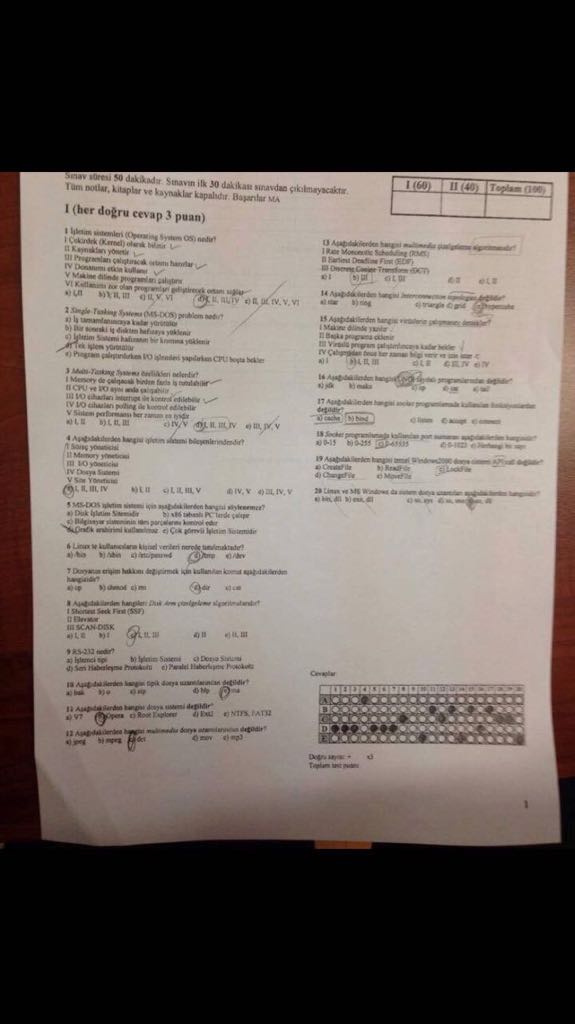 Sınav süresi 50 dakikadır. Sınavın ilk 30 dakikası sınavdan çıkılmayacaktır.
Tüm notlar, kitaplar ve kaynaklar kapalıdır. Başarılar MA
I (60) II (40) Toplam (100)
I (her doğru cevap 3 puan)
1 İşletim sistemleri (Operating System OS) nedir?
I Çekirdek (Kernel) olarak bilinir
II Kaynakları yönetir
III Programları çalıştıracak ortamı hazırlar
IV Donanımı etkin kullanır
V Makine dilinde programları çalıştırır
VI Kullanımı zor olan programları geliştirecek ortamı sağlar
a) I,II b) I, II, III c) II, V, VI d) I, II, III, IV e) II, III, IV, V, VI
2 Single-Tasking Systems (MS-DOS) problem nedir?
a) İş tamamlanıncaya kadar yürütülür
b) Bir sonraki iş diskten hafızaya yüklenir
c) İşletim Sistemi hafızanın bir kısmına yüklenir
d) Tek işlem yürütülür
e) Program çalıştırılırken I/O işlemleri yapılırken CPU boşta bekler
3 Multi-Tasking Systems özellikleri nelerdir?
I Memory de çalışacak birden fazla iş tutulabilir
II CPU ve I/O aynı anda çalışabilir
III I/O cihazları interrupt ile kontrol edilebilir
IV I/O cihazları polling ile kontrol edilebilir
V Sistem performansı her zaman en iyidir
a) I, II b) I, II, III c) IV, V d) I, II, III, IV e) III, IV, V
4 Aşağıdakilerden hangisi işletim sistemi bileşenlerindendir?
I Süreç yöneticisi
II Memory yöneticisi
III I/O yöneticisi
IV Dosya Sistemi
V Site Yöneticisi
a) I, II, III, IV b) I, II c) I, II, III, V d) IV, V e) III, IV, V
5 MS-DOS işletim sistemi için aşağıdakilerden hangisi söylenemez?
a) Disk İşletim Sistemidir b) x86 tabanlı PC'lerde çalışır
c) Bilgisayar sisteminin tüm parçalarını kontrol eder
d) Grafik arabirimi kullanılmaz e) Çok görevli İşletim Sistemidir
6 Linux te kullanıcıların kişisel verileri nerede tutulmaktadır?
a) /bin b) /sbin c) /etc/passwd d) /tmp e) /dev
7 Dosyanın erişim hakkını değiştirmek için kullanılan komut aşağıdakilerden
hangisidir?
a) cp b) chmod c) rm d) dir e) cat
8 Aşağıdakilerden hangileri Disk Arm çizelgeleme algoritmalarıdır?
I Shortest Seek First (SSF)
II Elevator
III SCAN-DISK
a) I, II b) I c) I, II, III d) II e) II, III
9 RS-232 nedir?
a) İşlemci tipi b) İşletim Sistemi c) Dosya Sistemi
d) Seri Haberleşme Protokolü e) Paralel Haberleşme Protokolü
10 Aşağıdakilerden hangisi tipik dosya uzantılarından değildir?
a) bak b) o c) zip d) hlp
11 Aşağıdakilerden hangisi dosya sistemi değildir?
a) V7 b) Opera c) Root Explorer d) Ext2 e) NTFS, FAT32
12 Aşağıdakilerden hangisi multimedia dosya uzantılarından değildir?
a) jpeg b) mpeg c) dct d) mov e) mp3
13 Aşağıdakilerden hangisi multimedia çizelgeleme algoritmasıdır?
I Rate Monotonic Scheduling (RMS)
II Earliest Deadline First (EDF)
III Discrete Cosine Transform (DCT)
a) I b) III c) I, III d) II e) I, II
14 Aşağıdakilerden hangisi interconnection topolojisi değildir?
a) star b) ring c) triangle d) grid e) hypercube
15 Aşağıdakilerden hangisi virüslerin çalışmasını
I Makine dilinde yazılır
II Başka programa eklenir
III Virüslü program çalıştırılıncaya kadar bekler
IV Çalışmadan önce her zaman bilgi verir ve izin ister
a) I b) I, II, III c) I, II d) III, IV e) IV
16 Aşağıdakilerden hangisi programlarından değildir?
a) jdk b) make c) cp d) e) tail
17 Aşağıdakilerden hangisi socket programlamada kullanılan fonksiyonlardan
değildir?
a) cache b) bind c) listen d) accept e) connect
18 Socket programlamada kullanılan port numarası aşağıdakilerden hangisidir?
a) 0-15 b) 0-255 c) 0-65535 d) 0-1023 e) Herhangi bir sayı
19 Aşağıdakilerden hangisi temel Windows2000 dosya sistemi API call değildir?
a) CreateFile b) ReadFile c) LockFile
d) ChangeFile e) MoveFile
20 Linux ve MS Windows da sistem dosya uzantıları aşağıdakilerden hangisidir?
a) bin, dll b) exe, dll c) so, sys
Cevaplar
1 2 3 4 5 6 7 8 9 10 11 12 13 14 15 16 17 18 19 20
A
B
C
D
E
Doğru sayısı: + x3
Toplam test puanı:
1